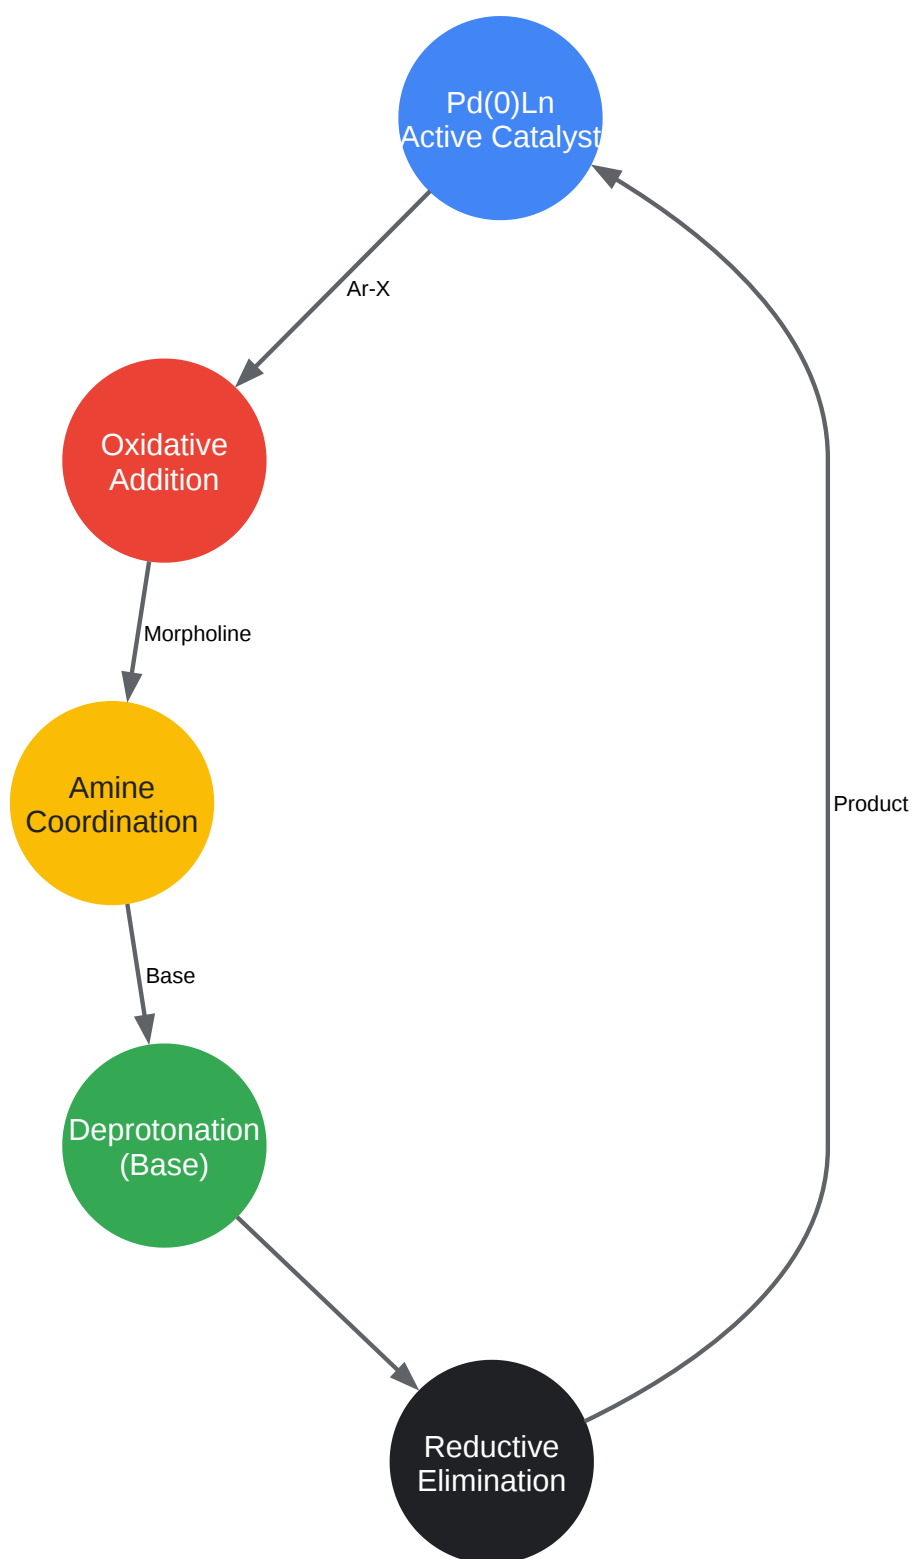 Pd(0)Ln
Active Catalyst
Ar-X
Oxidative
Addition
Morpholine
Amine
Coordination
Product
Base
Deprotonation
(Base)
Reductive
Elimination